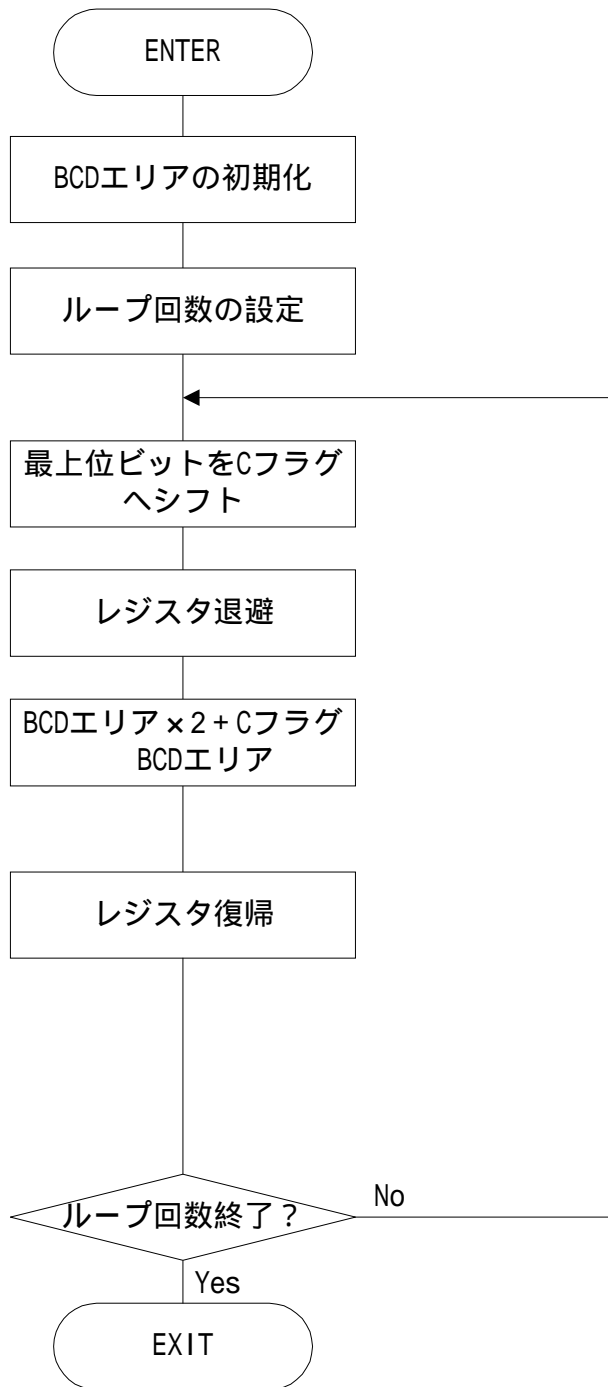 ENTER
BCDエリアの初期化
ループ回数の設定
最上位ビットをCフラグ
へシフト
レジスタ退避
BCDエリア×2+Cフラグ
BCDエリア
レジスタ復帰
ループ回数終了？
No
Yes
EXIT